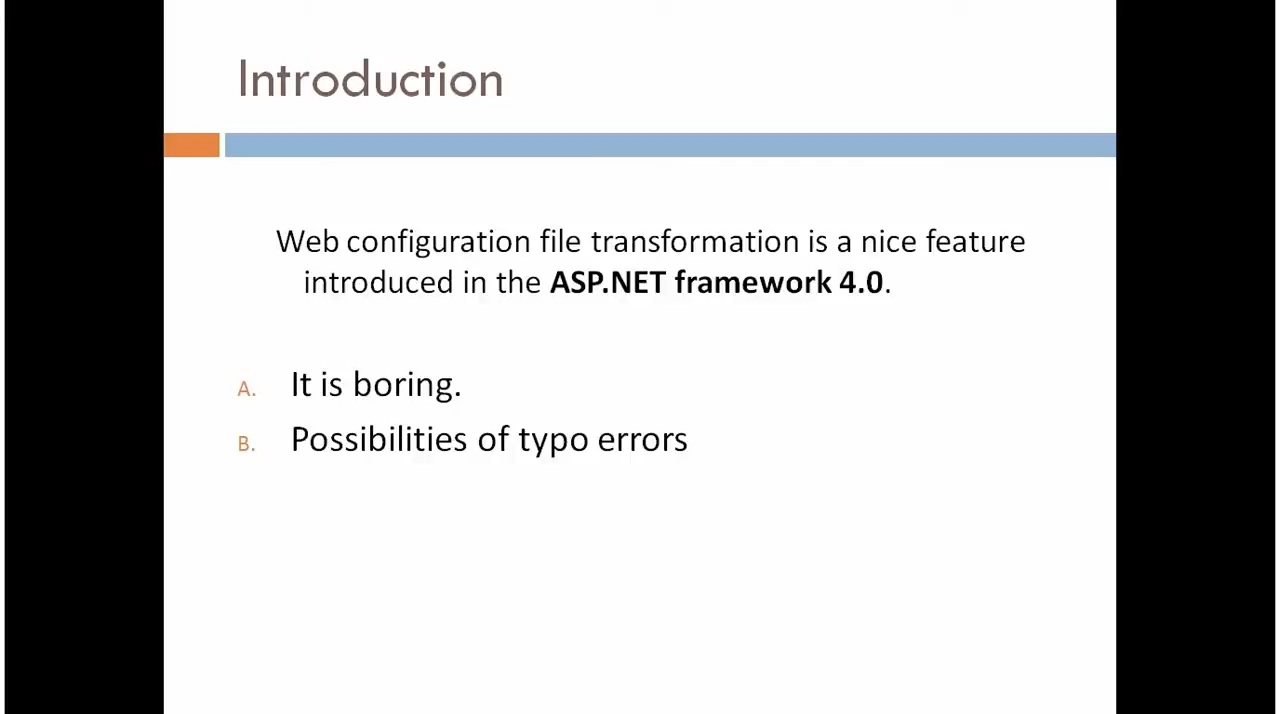 Introduction
Web configuration file transformation is a nice feature
introduced in the ASP.NET framework 4.0.
A. It is boring.
B. Possibilities of typo errors